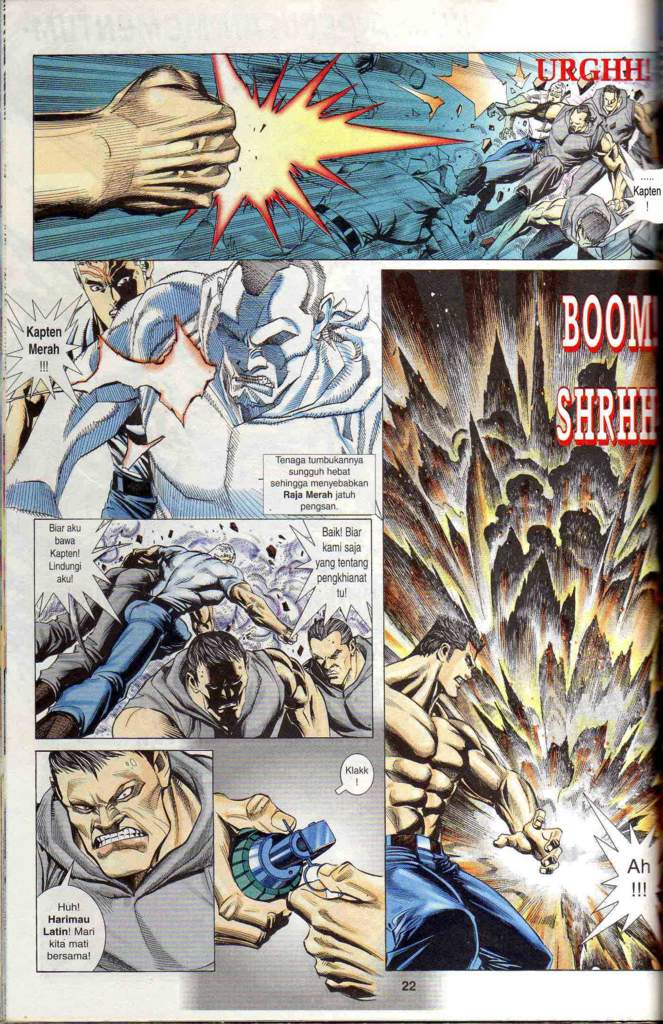 URGHH!
.....
Kapten
!
Kapten
Merah
!!!
Tenaga tumbukannya
sungguh hebat
sehingga menyebabkan
Raja Merah jatuh
pengsan.
BOOM!
SHRHH
Biar aku
bawa
Kapten!
Lindungi
aku!
Baik! Biar
kami saja
yang tentang
pengkhianat
tu!
Huh!
Harimau
Latin! Mari
kita mati
bersama!
Klakk
!
Ah
!!!
22